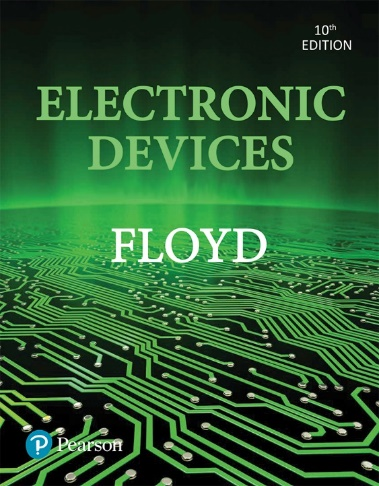 10th
EDITION
ELECTRONIC
DEVICES
FLOYD
Pearson